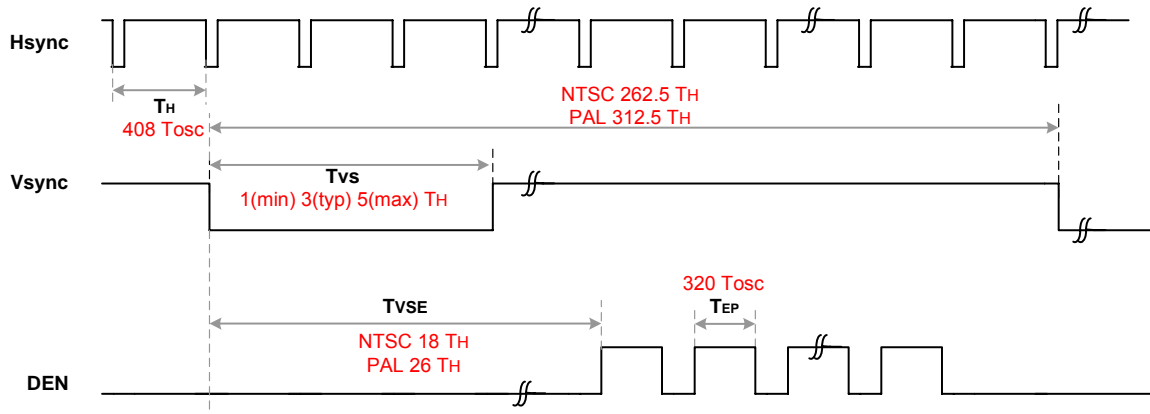 Hsync
TH
408 Tosc
NTSC 262.5 TH
PAL 312.5 TH
Vsync
TVS
1(min) 3(typ) 5(max) TH
TVSE
NTSC 18 TH
PAL 26 TH
320 Tosc
TEP
DEN